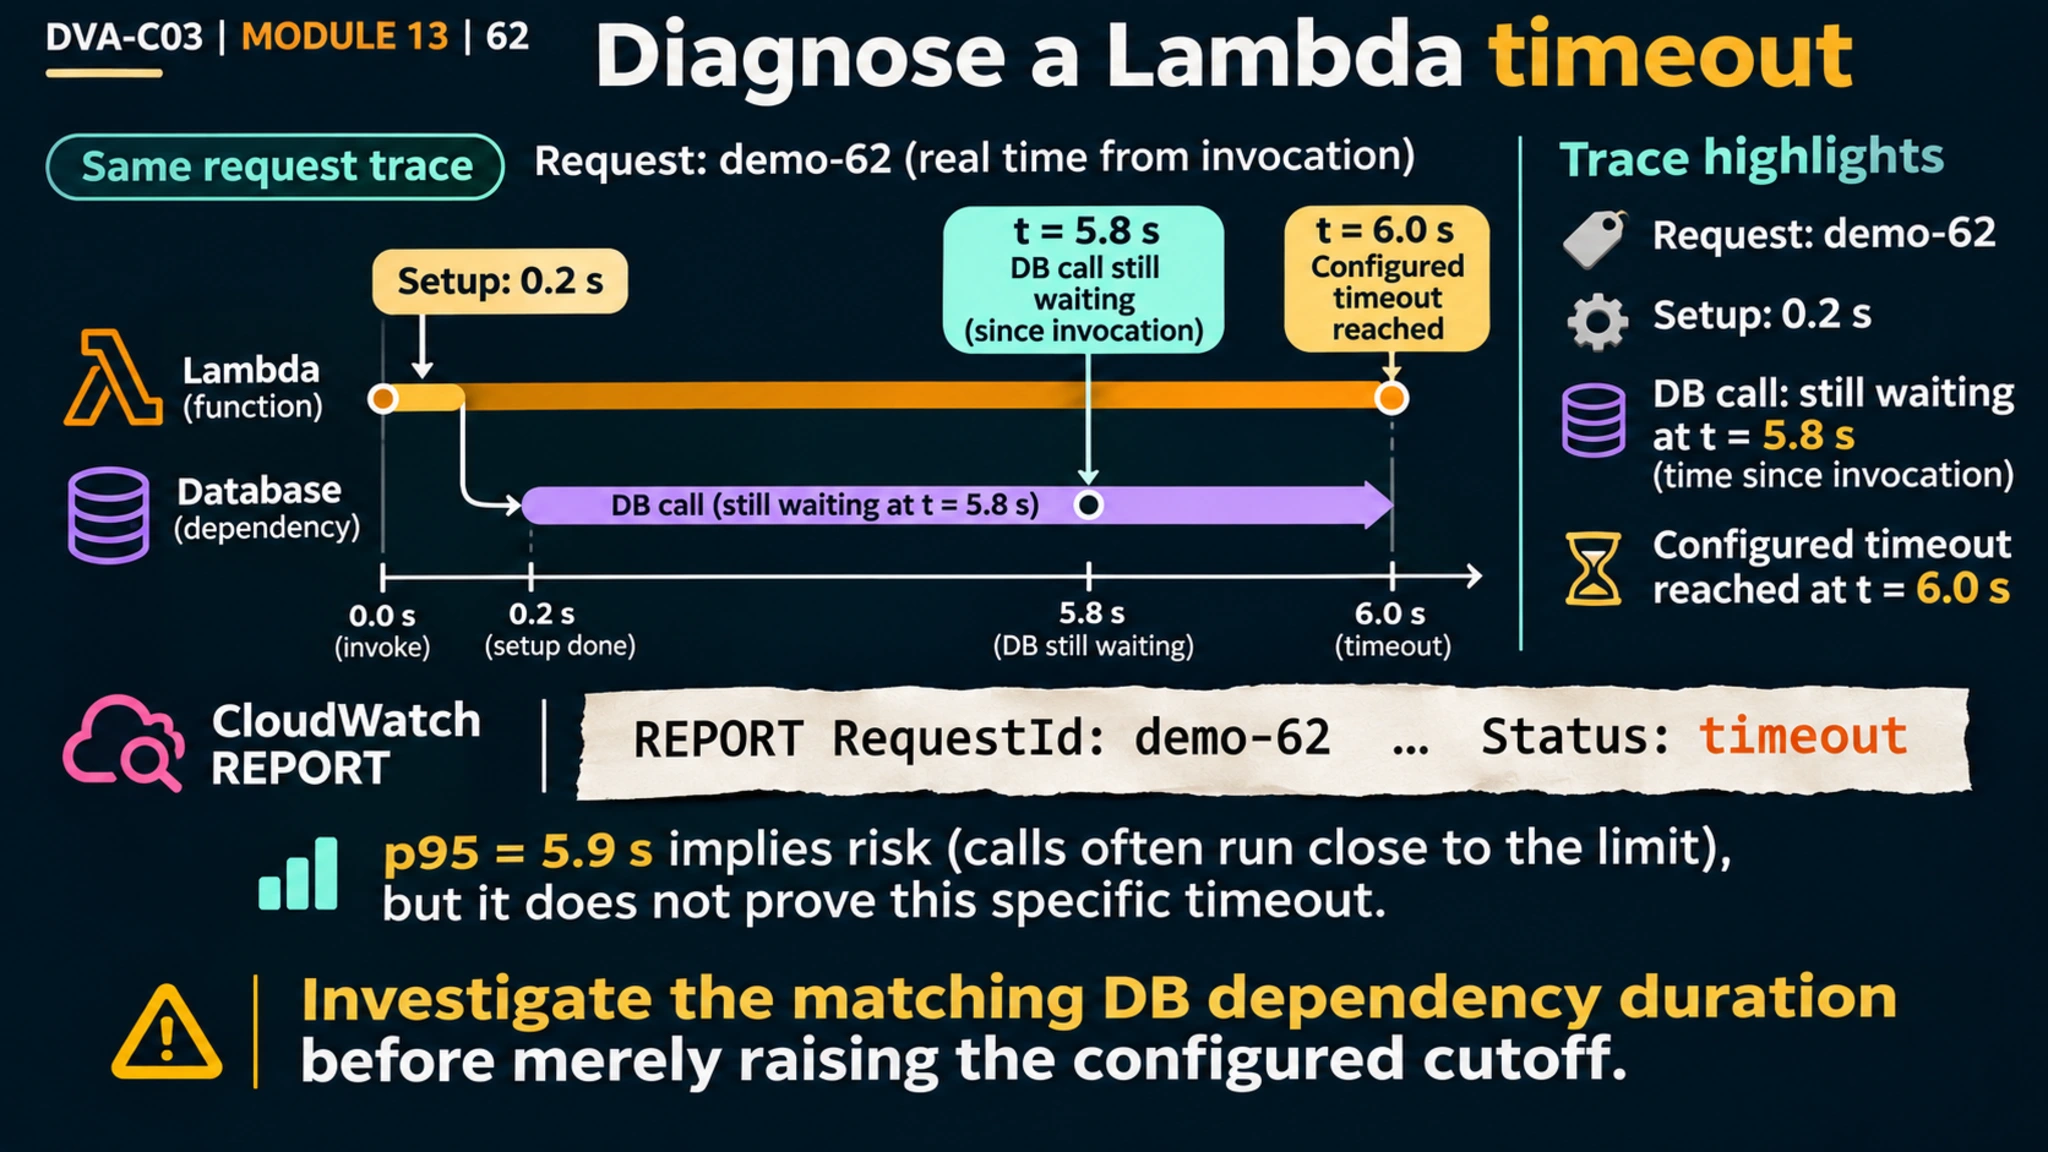 DVA-C03 | MODULE 13 | 62
Diagnose a Lambda timeout
Same request trace
Request: demo-62 (real time from invocation)
Setup: 0.2 s
t = 5.8 s
DB call still
waiting
(since invocation)
t = 6.0 s
Configured
timeout
reached
Lambda
(function)
Database
(dependency)
DB call (still waiting at t = 5.8 s)
0.0 s
(invoke)
0.2 s
(setup done)
5.8 s
(DB still waiting)
6.0 s
(timeout)
Trace highlights
Request: demo-62
Setup: 0.2 s
DB call: still waiting
at t = 5.8 s
(time since invocation)
Configured timeout
reached at t = 6.0 s
CloudWatch
REPORT
REPORT RequestId: demo-62 ... Status: timeout
p95 = 5.9 s implies risk (calls often run close to the limit),
but it does not prove this specific timeout.
Investigate the matching DB dependency duration
before merely raising the configured cutoff.